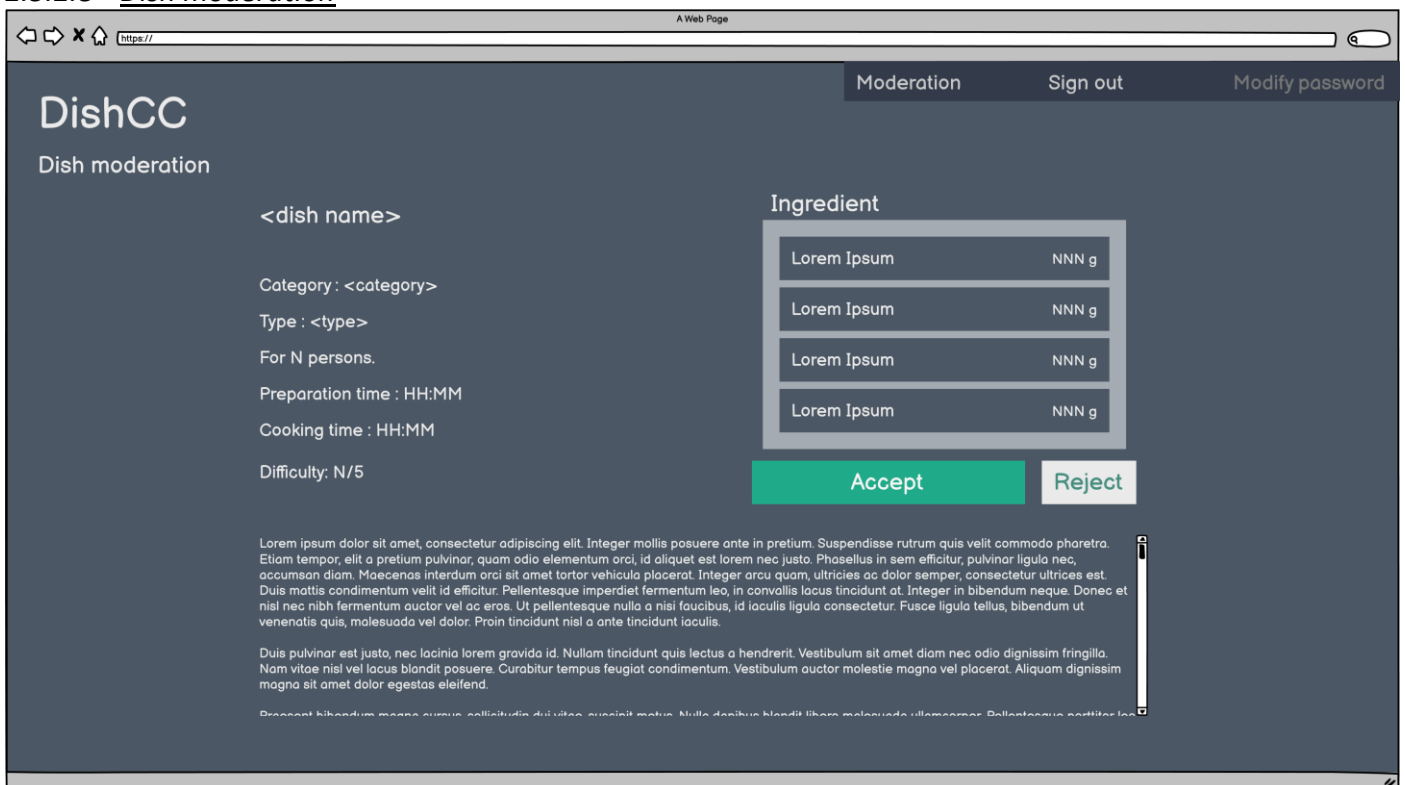 Dish moderation
A Web Page
https://
Moderation Sign out Modify password
DishCC
Dish moderation
<dish name>
Category : <category>
Type : <type>
For N persons.
Preparation time : HH:MM
Cooking time : HH:MM
Difficulty: N/5
Ingredient
Lorem Ipsum NNN g
Lorem Ipsum NNN g
Lorem Ipsum NNN g
Lorem Ipsum NNN g
Accept Reject
Lorem ipsum dolor sit amet, consectetur adipiscing elit. Integer mollis posuere ante in pretium. Suspendisse rutrum quis velit commodo pharetra.
Etiam tempor, elit a pretium pulvinar, quam odio elementum orci, id aliquet est lorem nec justo. Phasellus in sem efficitur, pulvinar ligula nec,
accumsan diam. Maecenas interdum orci sit amet tortor vehicula placerat. Integer arcu quam, ultricies ac dolor semper, consectetur ultrices est.
Duis mattis condimentum velit id efficitur. Pellentesque imperdiet fermentum leo, in convallis lacus tincidunt at. Integer in bibendum neque. Donec et
nisl nec nibh fermentum auctor vel ac eros. Ut pellentesque nulla a nisi faucibus, id iaculis ligula consectetur. Fusce ligula tellus, bibendum ut
venenatis quis, malesuada vel dolor. Proin tincidunt nisl a ante tincidunt iaculis.
Duis pulvinar est justo, nec lacinia lorem gravida id. Nullam tincidunt quis lectus a hendrerit. Vestibulum sit amet diam nec odio dignissim fringilla.
Nam vitae nisl vel lacus blandit posuere. Curabitur tempus feugiat condimentum. Vestibulum auctor molestie magna vel placerat. Aliquam dignissim
magna sit amet dolor egestas eleifend.